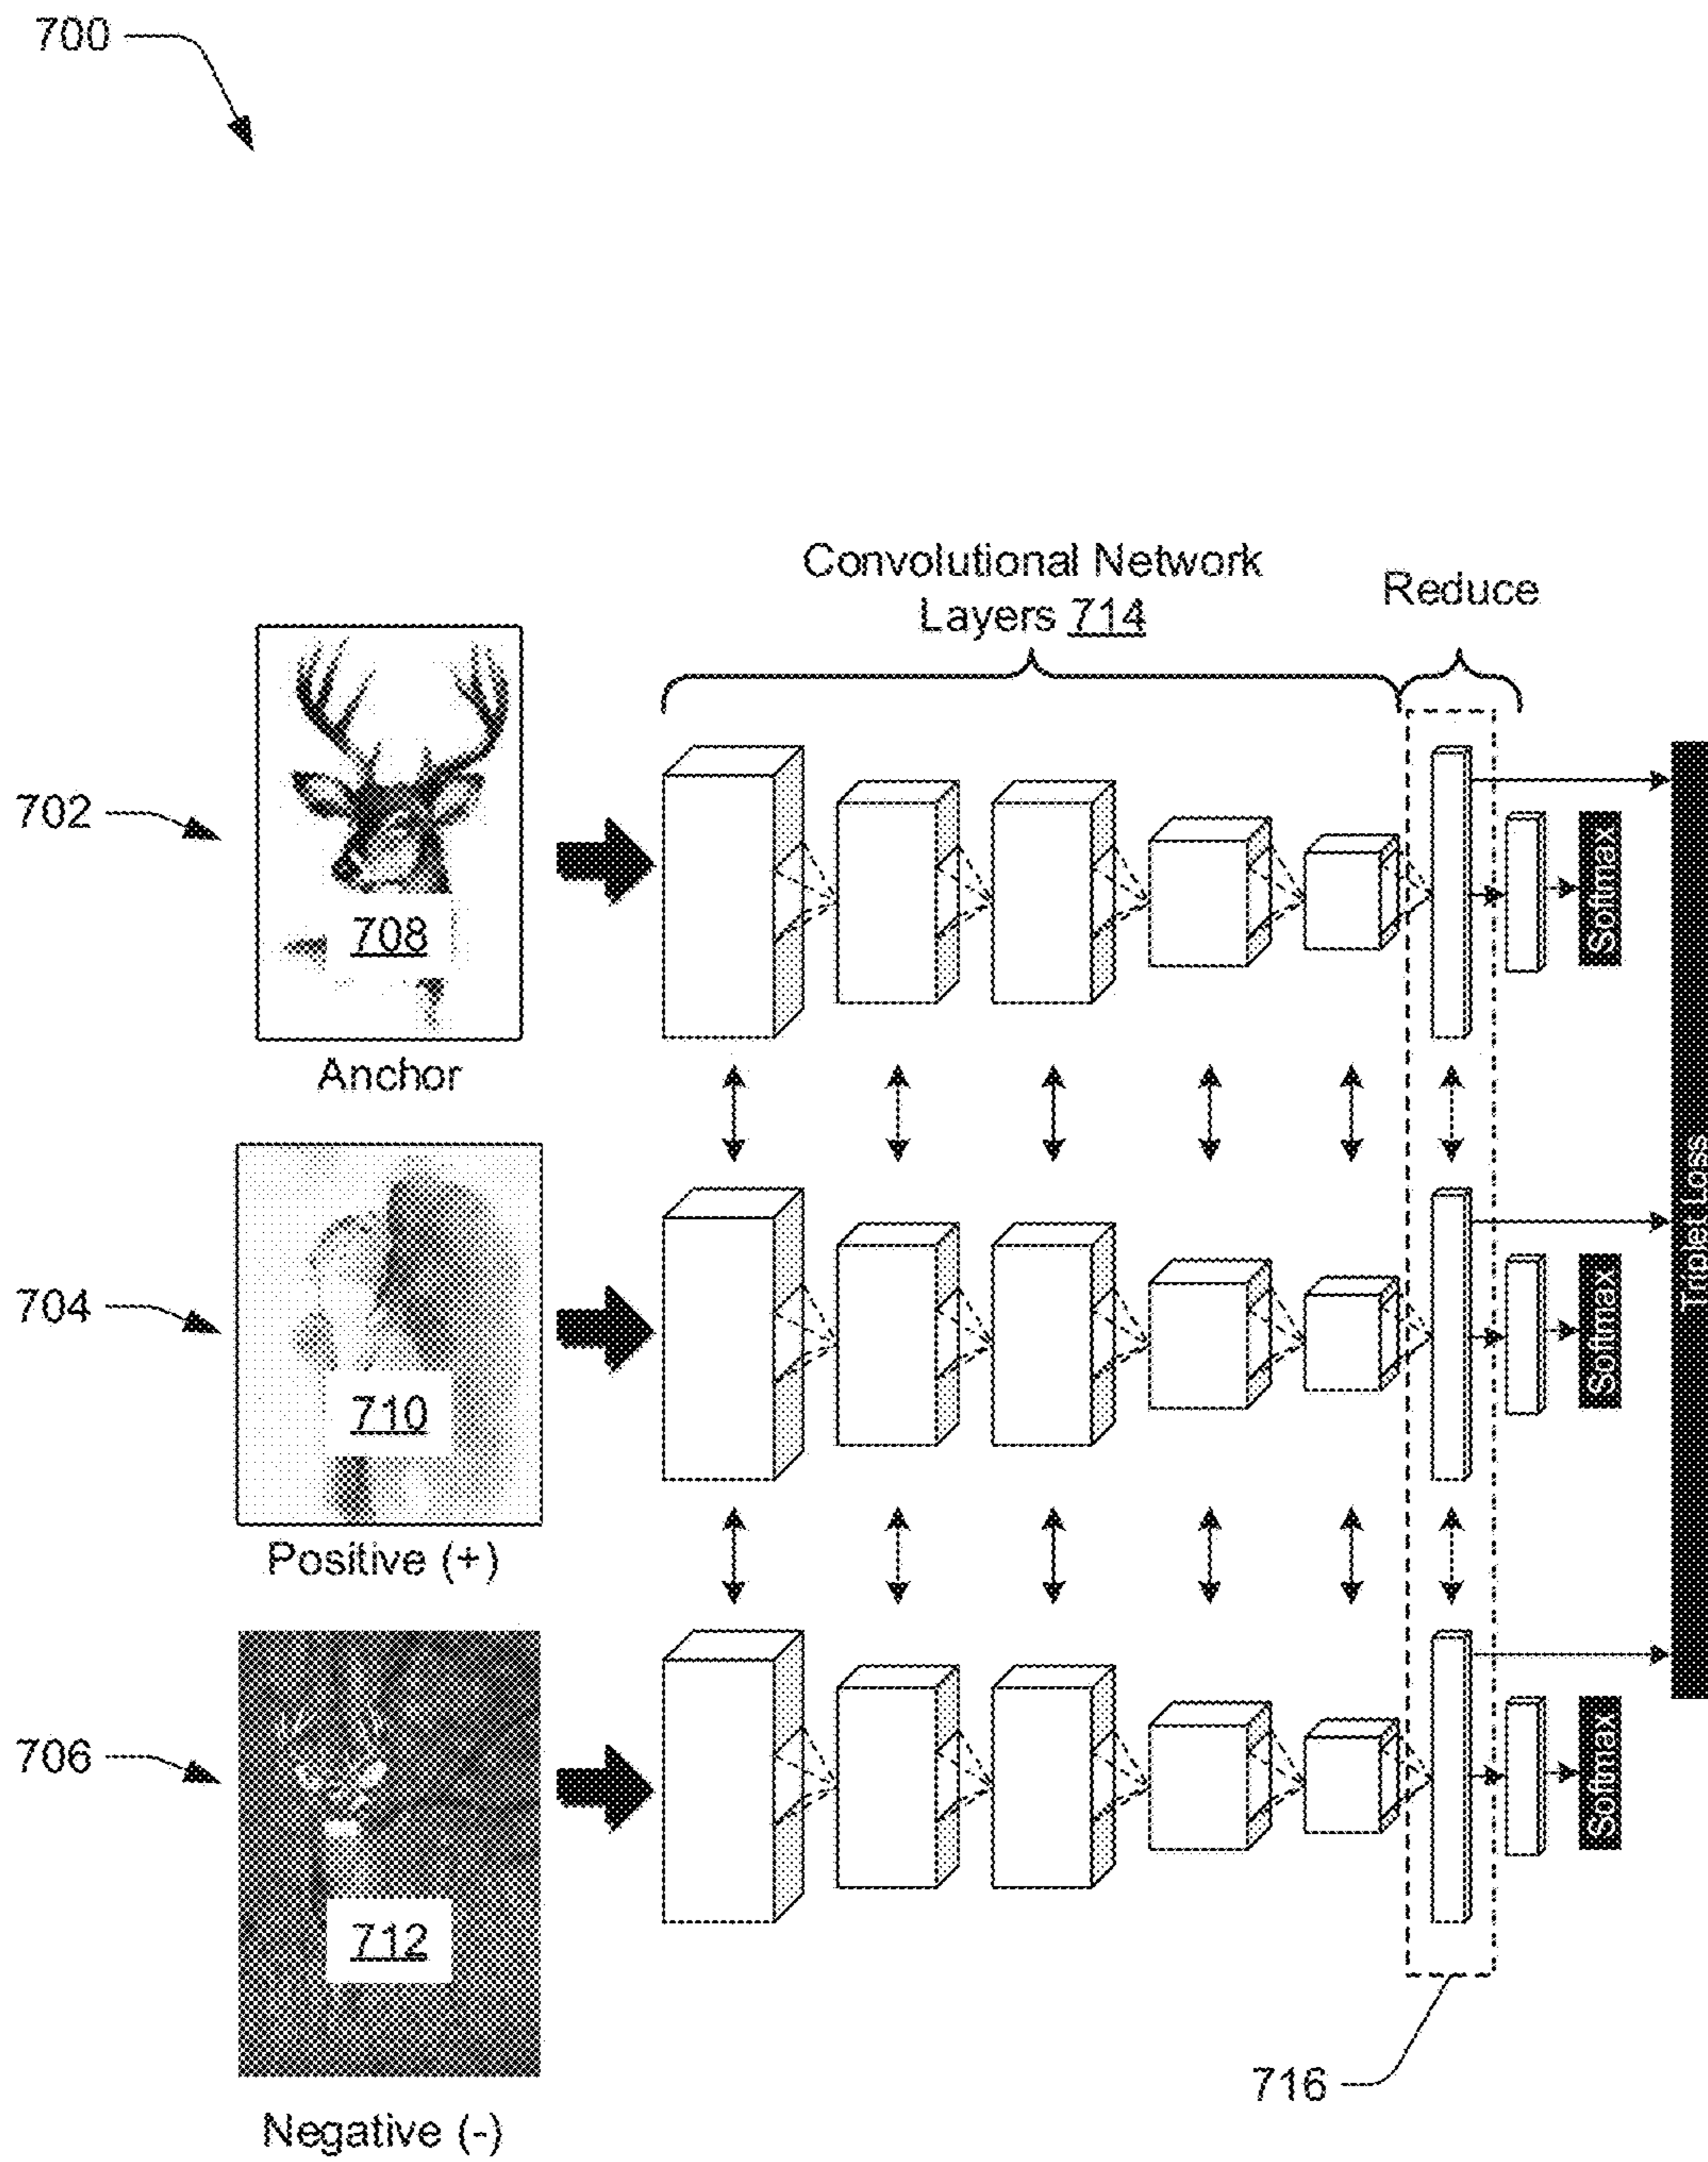 700
Convolutional Network
Layers 714
Reduce
702
708
Anchor
Softmax
704
710
Positive (+)
Softmax
Triplet Loss
706
712
Negative (-)
Softmax
716